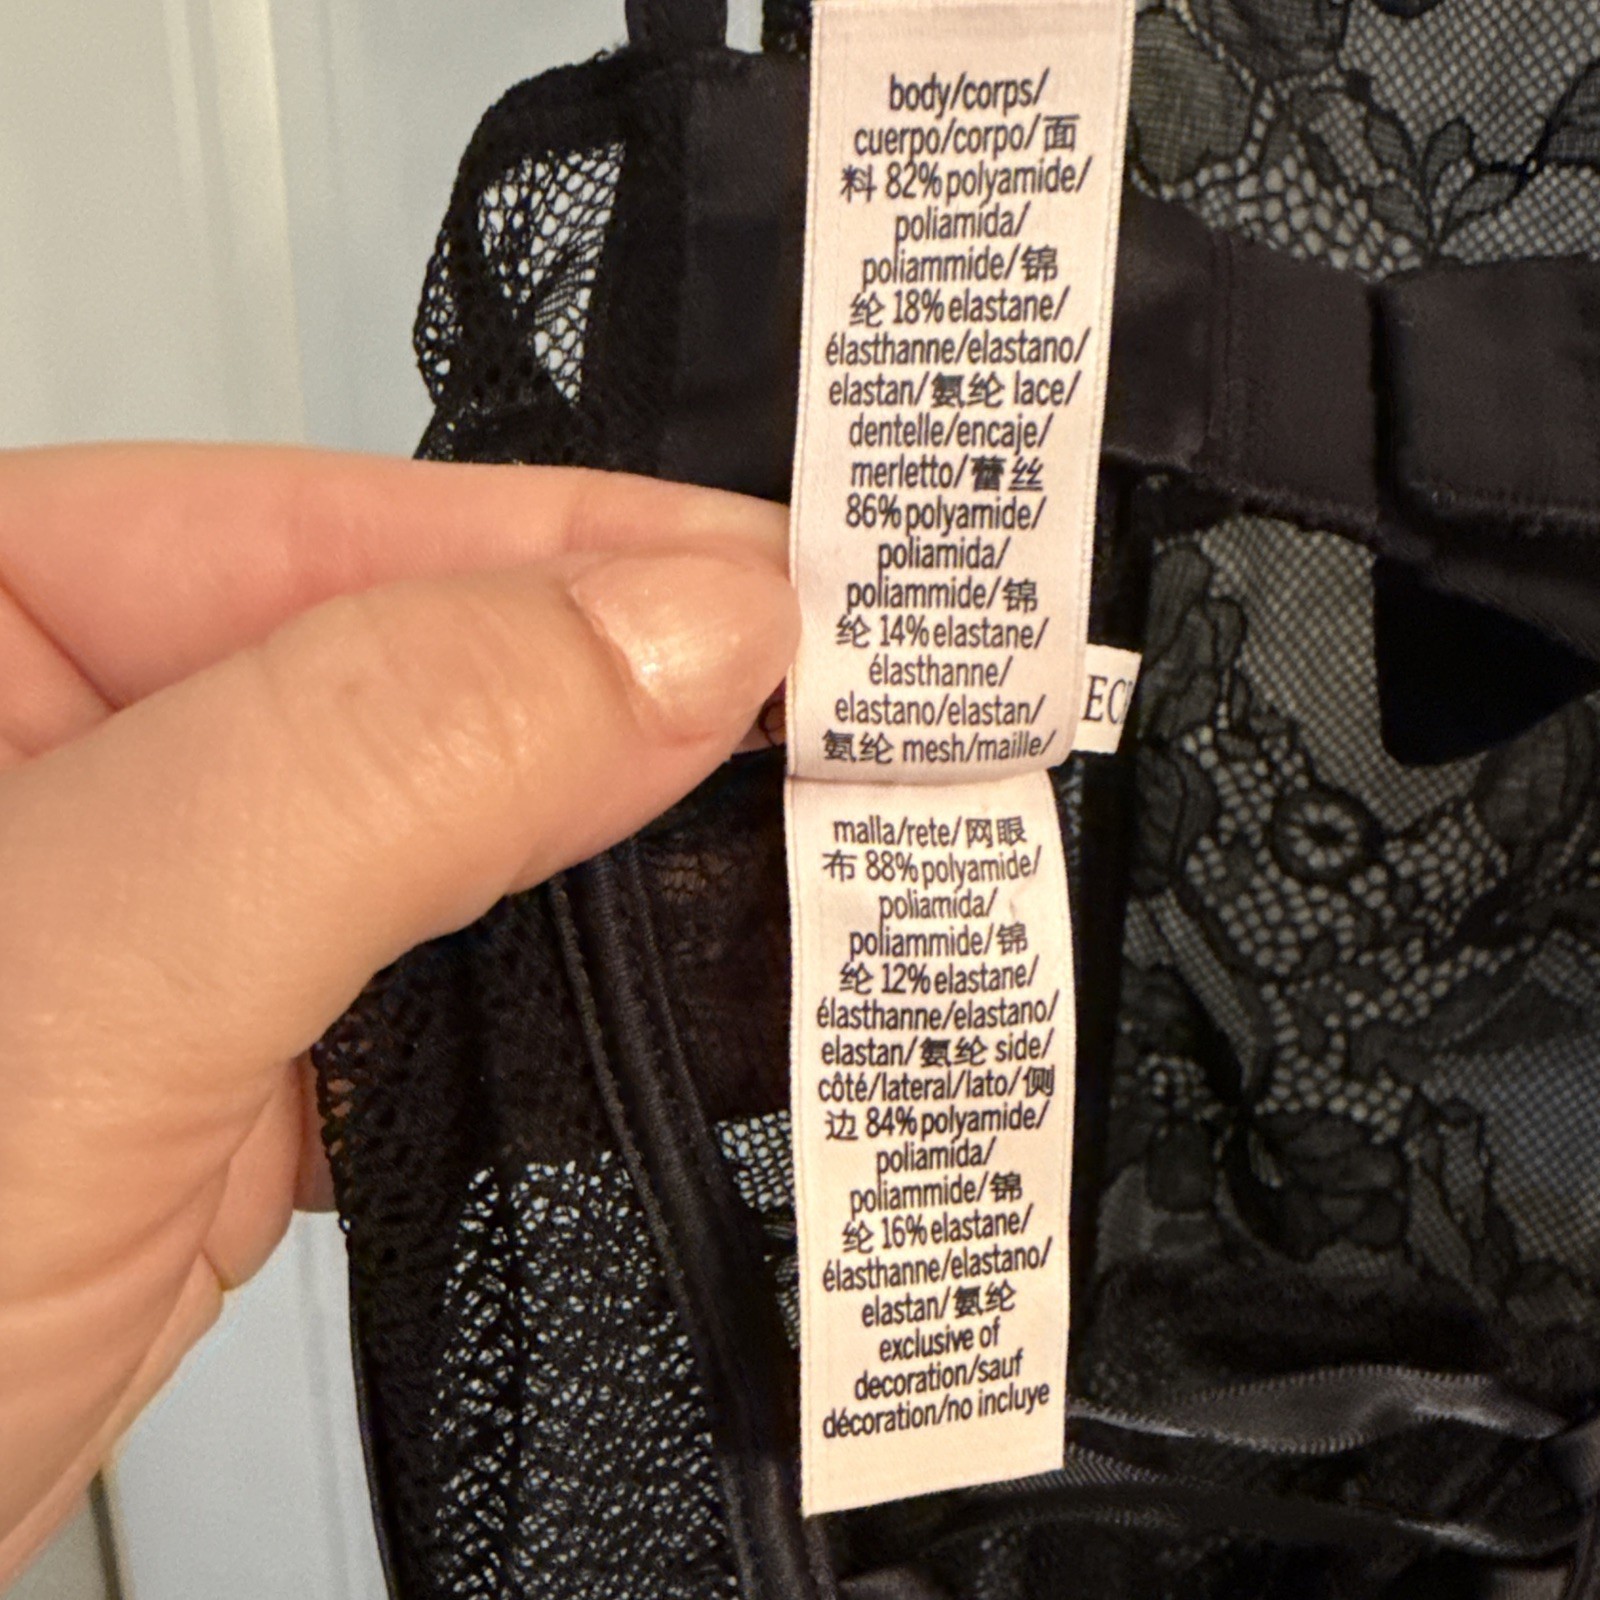 body/corps/
cuerpo/corpo/面
料 82% polyamide/
poliamida/
poliammide/锦
纶 18% elastane/
élasthanne/elastano/
elastan/氨纶 lace/
dentelle/encaje/
merletto/蕾丝
86% polyamide/
poliamida/
poliammide/锦
纶 14% elastane/
élasthanne/
elastano/elastan/
氨纶 mesh/maille/
malla/rete/网眼
布 88% polyamide/
poliamida/
poliammide/锦
纶 12% elastane/
élasthanne/elastano/
elastan/氨纶 side/
côté/lateral/lato/侧
边 84% polyamide/
poliamida/
poliammide/锦
纶 16% elastane/
élasthanne/elastano/
elastan/氨纶
exclusive of
decoration/sauf
décoration/no incluye